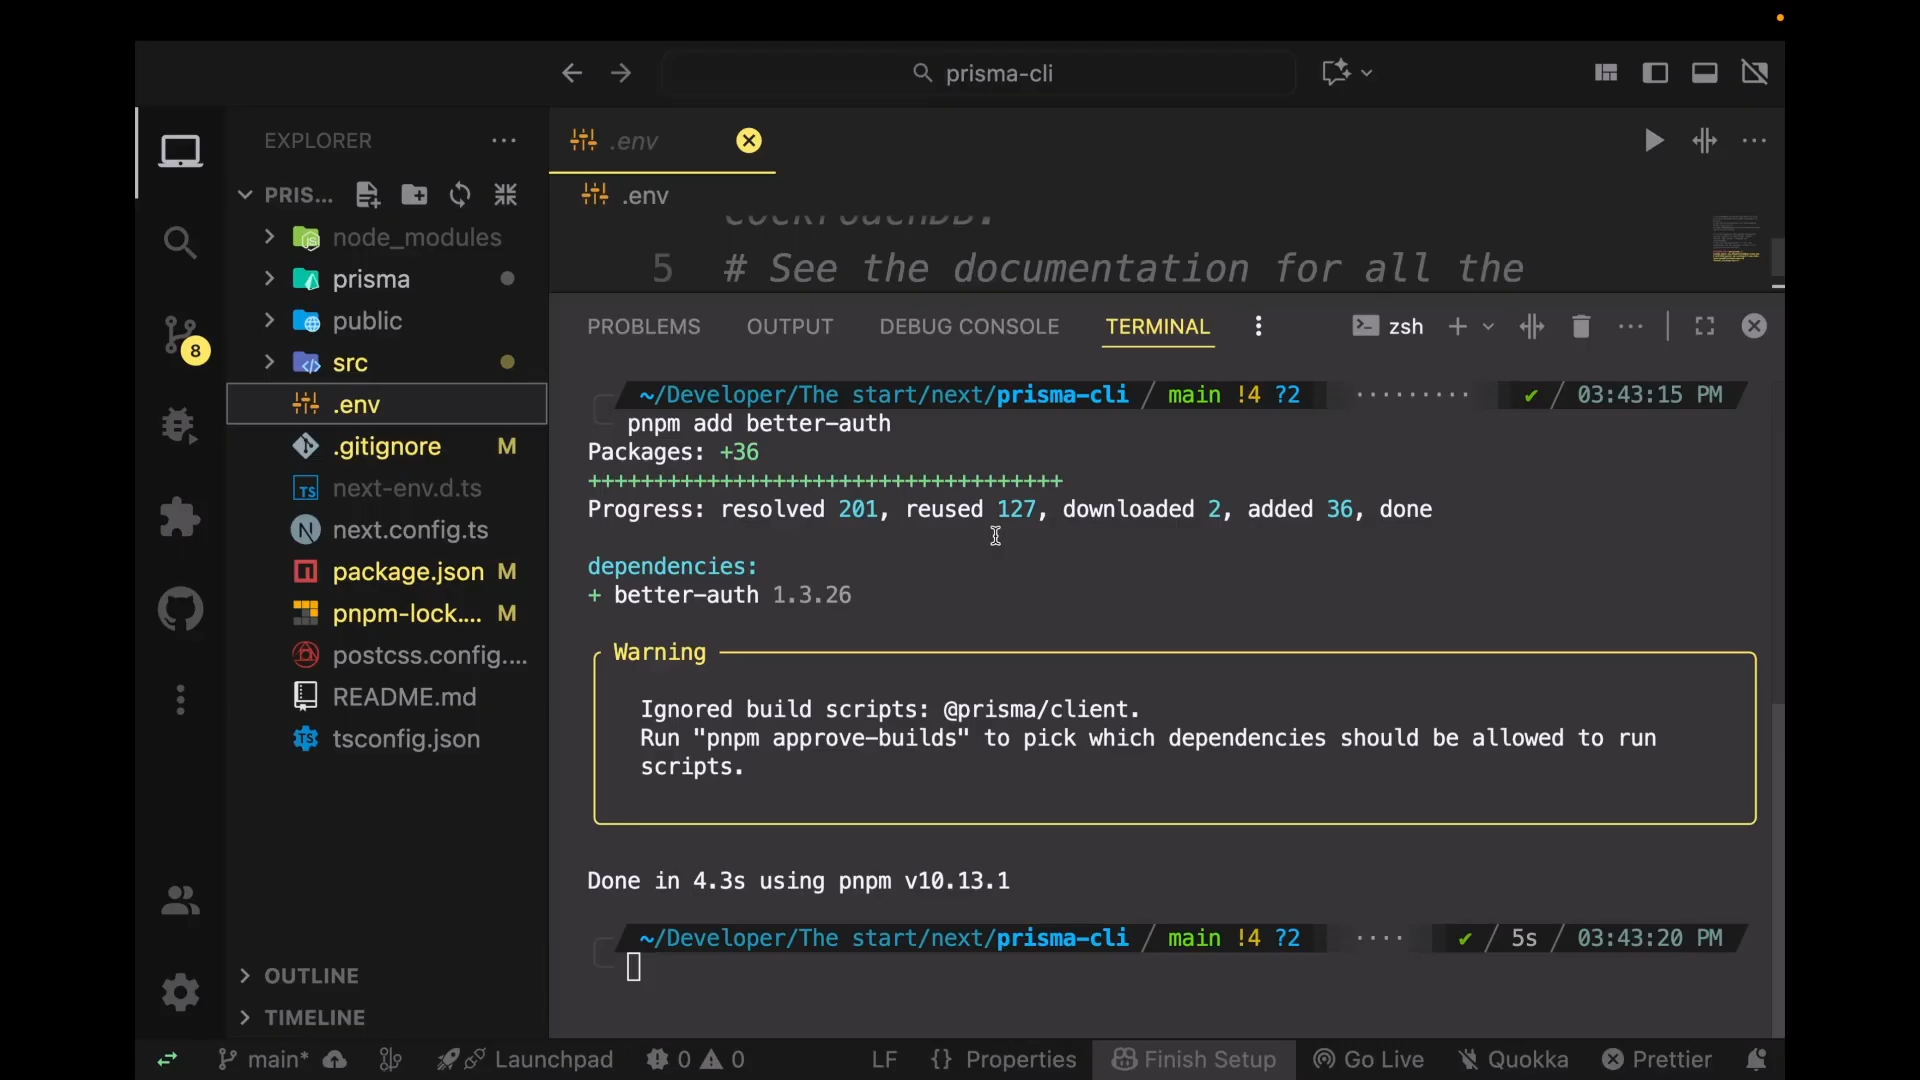 prisma-cli
EXPLORER
.env
PRIS...
.env
node_modules
5 # See the documentation for all the
prisma
public
PROBLEMS OUTPUT DEBUG CONSOLE TERMINAL zsh
src
.env
~/Developer/The start/next/prisma-cli / main !4 ?2 ········· ✔ / 03:43:15 PM
pnpm add better-auth
.gitignore M
Packages: +36
++++++++++++++++++++++++++++++++++++
next-env.d.ts
Progress: resolved 201, reused 127, downloaded 2, added 36, done
next.config.ts
8
dependencies:
package.json M
+ better-auth 1.3.26
pnpm-lock.... M
Warning
postcss.config....
README.md
Ignored build scripts: @prisma/client.
tsconfig.json
Run "pnpm approve-builds" to pick which dependencies should be allowed to run
scripts.
Done in 4.3s using pnpm v10.13.1
~/Developer/The start/next/prisma-cli / main !4 ?2 ···· ✔ / 5s / 03:43:20 PM
OUTLINE
TIMELINE
main* Launchpad 0 0 LF {} Properties Finish Setup Go Live Quokka Prettier